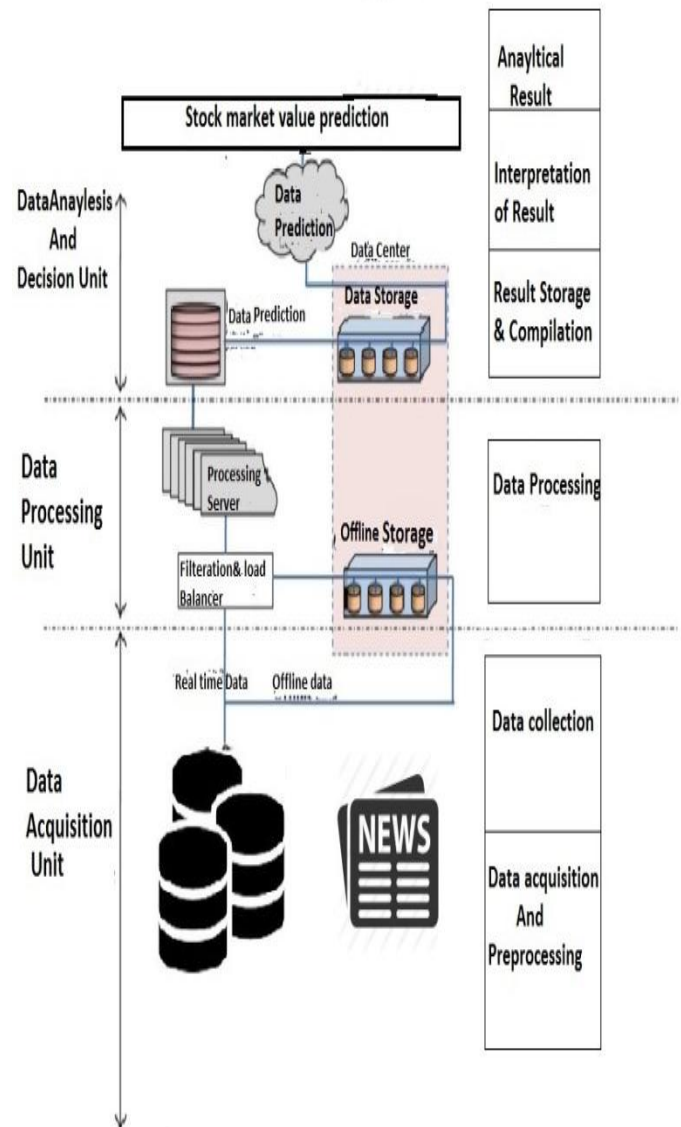 Anayltical
Result
Stock market value prediction
Interpretation
of Result
DataAnaylesis
And
Decision Unit
Data
Prediction
Data Center
Data Storage
Result Storage
& Compilation
Data Prediction
Data
Processing
Unit
Processing
Server
Data Processing
Offline Storage
Filteration& load
Balancer
Real time Data
Offline data
Data collection
Data
Acquisition
Unit
NEWS
Data acquisition
And
Preprocessing